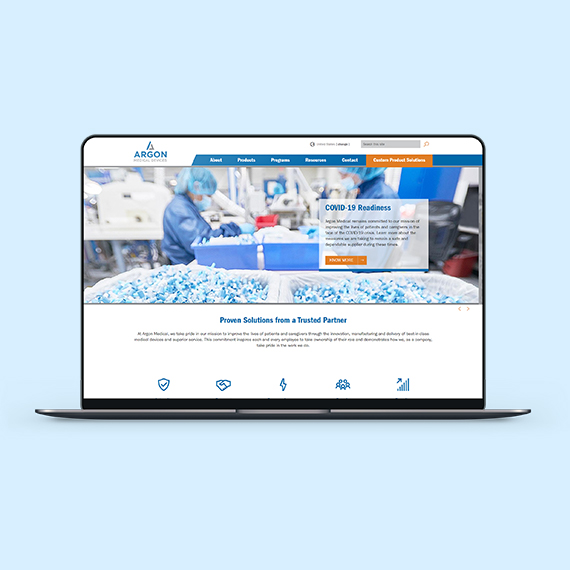 ARGON
MEDICAL DEVICES
United States (change)
Search this site
About Products Programs Resources Contact Custom Product Solutions
COVID-19 Readiness
Argon Medical remains committed to our mission of
improving the lives of patients and caregivers in the
face of the COVID-19 crisis. Learn more about the
measures we are taking to remain a safe and
dependable supplier during these times.
KNOW MORE
Proven Solutions from a Trusted Partner
At Argon Medical, we take pride in our mission to improve the lives of patients and caregivers through the innovation, manufacturing and delivery of best-in-class
medical devices and superior service. This commitment inspires each and every employee to take ownership of their role and demonstrates how we, as a company,
take pride in the work we do.